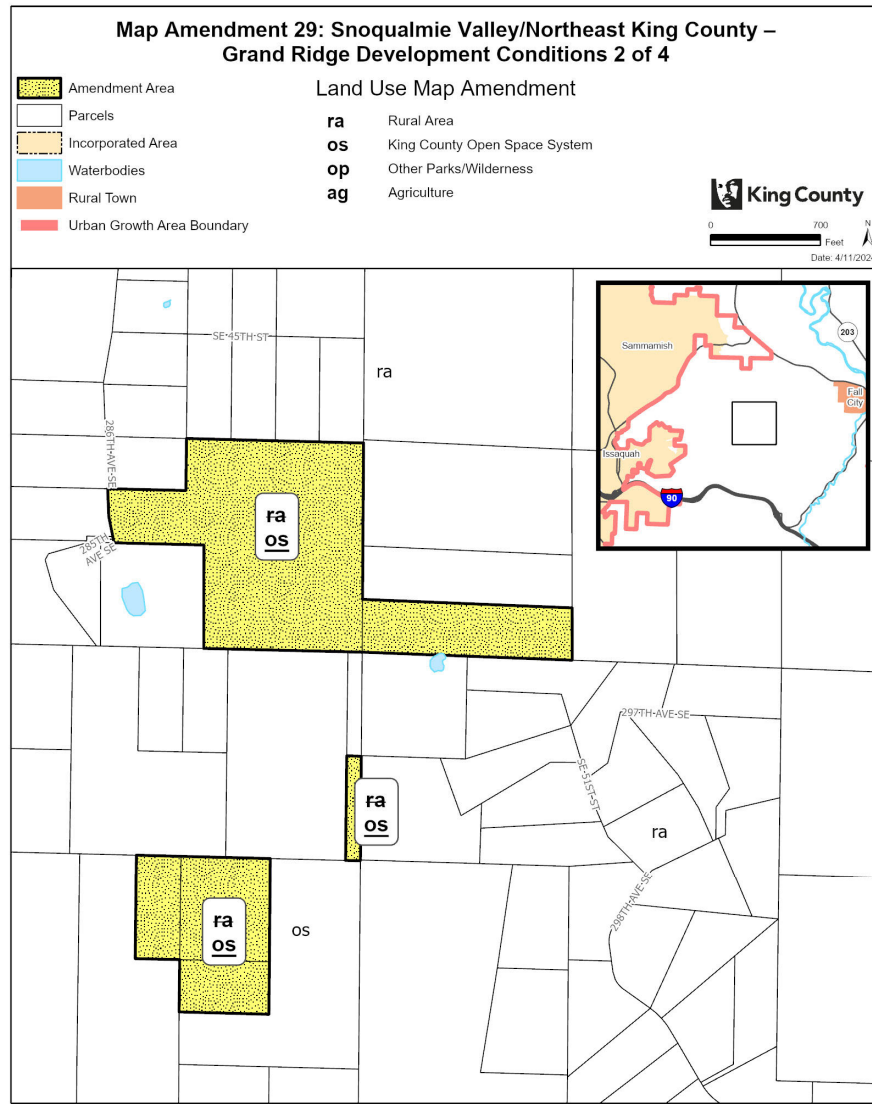 Map Amendment 29: Snoqualmie Valley/Northeast King County –
Grand Ridge Development Conditions 2 of 4
Amendment Area
Parcels
Incorporated Area
Waterbodies
Rural Town
Urban Growth Area Boundary
Land Use Map Amendment
ra Rural Area
os King County Open Space System
op Other Parks/Wilderness
ag Agriculture
King County
0 700
Feet
N
Date: 4/11/2024
SE 45TH ST
ra
286TH AVE SE
ra
os
285TH
AVE SE
Sammamish
203
Fall
City
Issaquah
90
297TH AVE SE
SE 51ST ST
ra
os
ra
298TH AVE SE
ra
os
os